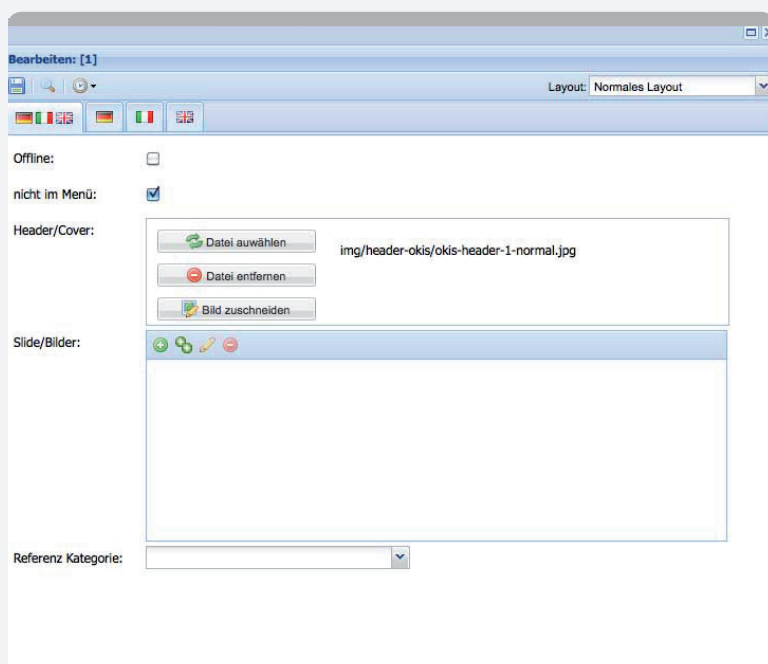 Bearbeiten: [1]
Layout: Normales Layout
Offline:
nicht im Menü:
Header/Cover:
Datei auwählen
img/header-okis/okis-header-1-normal.jpg
Datei entfernen
Bild zuschneiden
Slide/Bilder:
Referenz Kategorie: